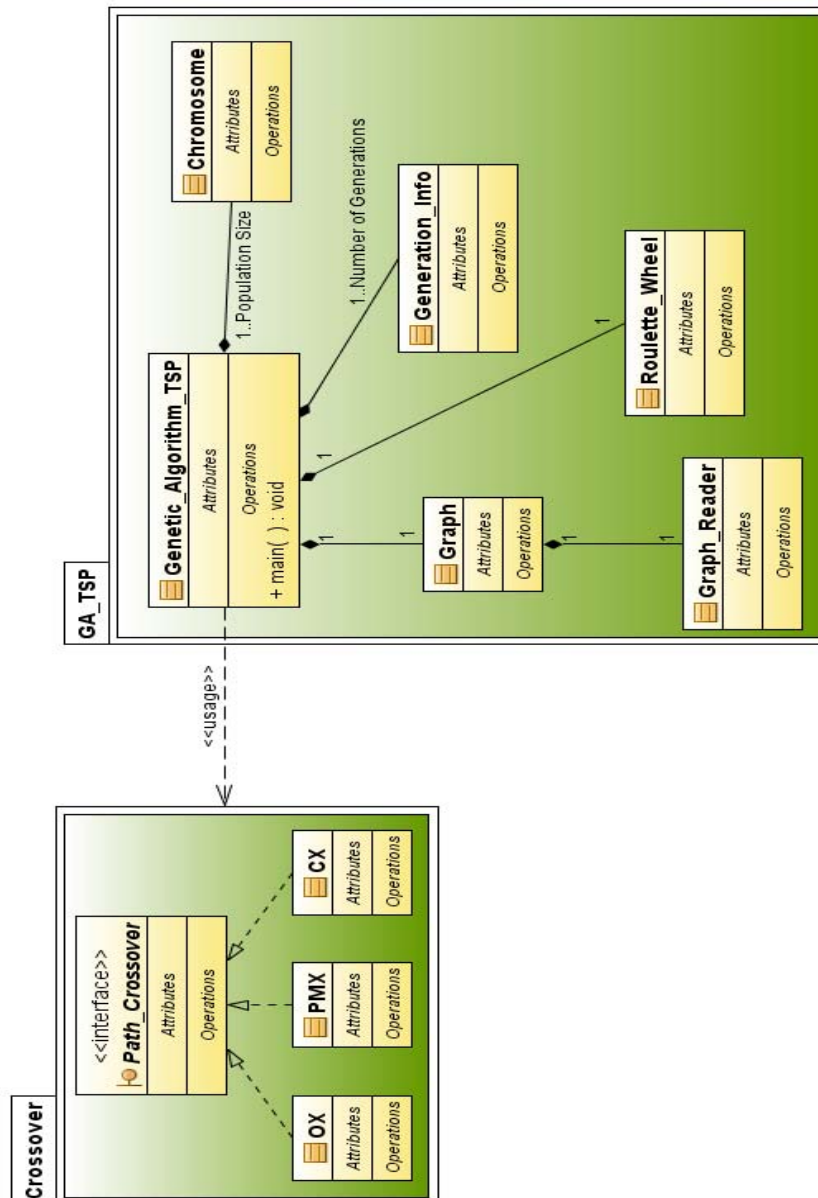 Crossover
<<interface>>
Path_Crossover
Attributes
Operations
OX
Attributes
Operations
PMX
Attributes
Operations
CX
Attributes
Operations
<<usage>>
GA_TSP
Genetic_Algorithm_TSP
Attributes
Operations
+ main( ) : void
1..Population Size
Chromosome
Attributes
Operations
1..Number of Generations
Generation_Info
Attributes
Operations
1
1
Roulette_Wheel
Attributes
Operations
1
1
Graph
Attributes
Operations
1
1
Graph_Reader
Attributes
Operations